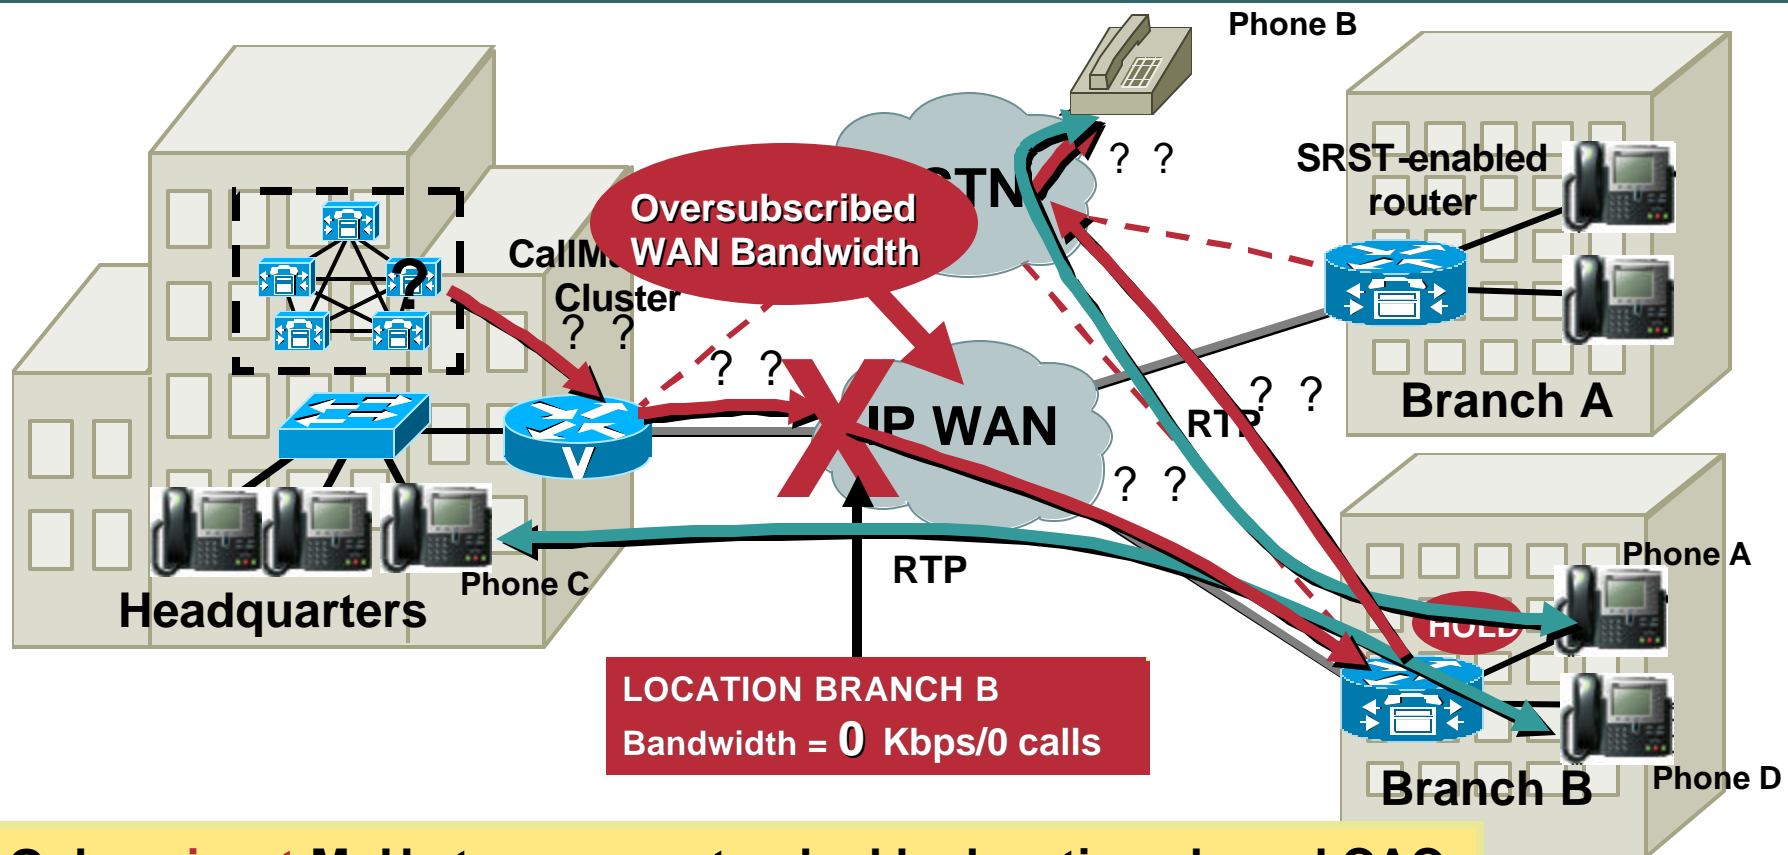 Phone B
SRST-enabled
router
Oversubscribed
WAN Bandwidth
Cluster
?
? ?
? ?
? ?
? ?
? ?
X
IP WAN
RTP
Branch A
V
Phone C
RTP
Headquarters
Phone A
HOLD
LOCATION BRANCH B
Bandwidth = 0 Kbps/0 calls
Branch B
Phone D